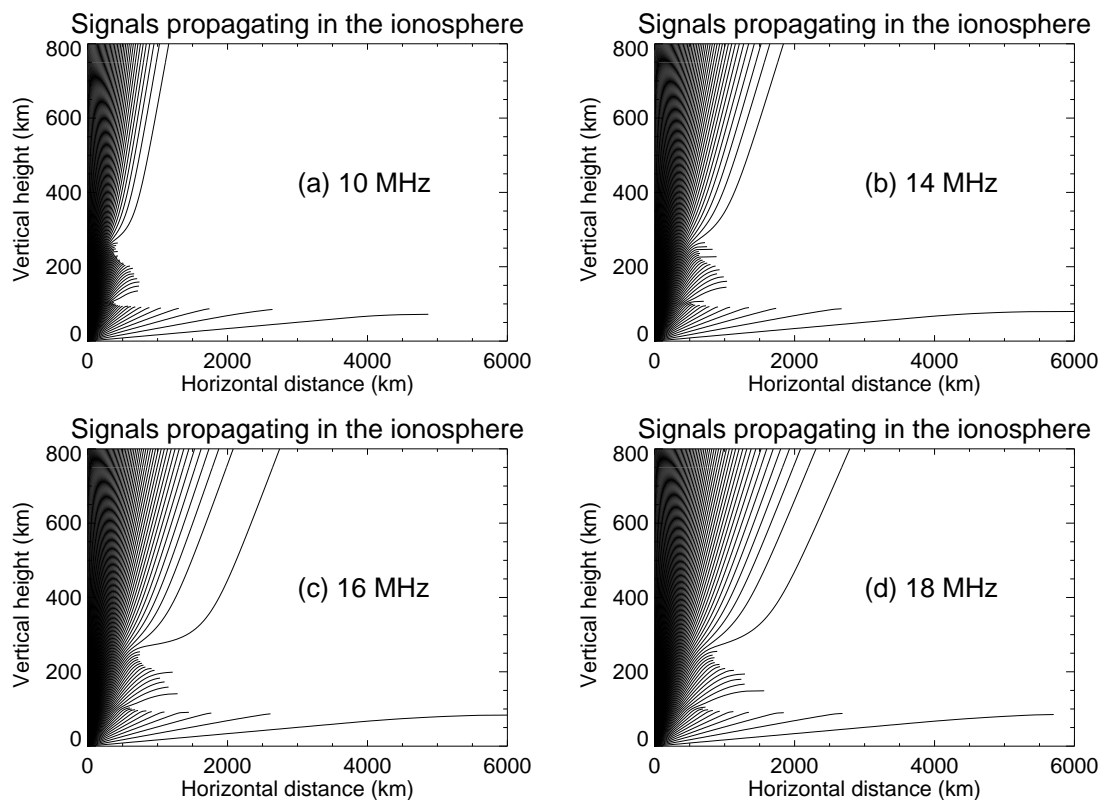 Signals propagating in the ionosphere
800
600
400
200
0
Vertical height (km)
(a) 10 MHz
0 2000 4000 6000
Horizontal distance (km)
Signals propagating in the ionosphere
800
600
400
200
0
Vertical height (km)
(b) 14 MHz
0 2000 4000 6000
Horizontal distance (km)
Signals propagating in the ionosphere
800
600
400
200
0
Vertical height (km)
(c) 16 MHz
0 2000 4000 6000
Horizontal distance (km)
Signals propagating in the ionosphere
800
600
400
200
0
Vertical height (km)
(d) 18 MHz
0 2000 4000 6000
Horizontal distance (km)